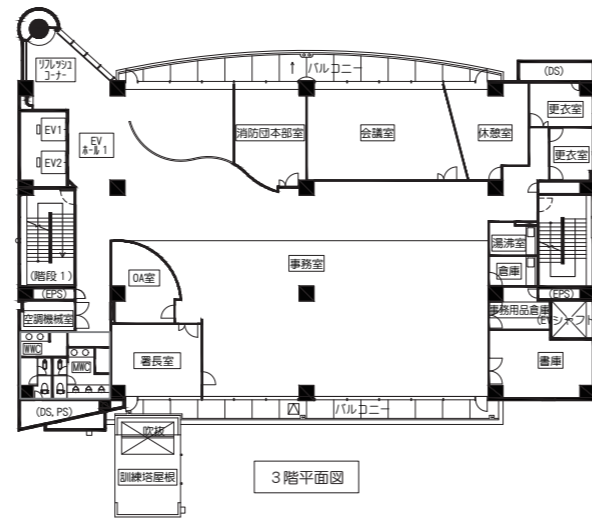 リフレッシュ
コーナー
バルコニー
(DS)
EV1
EV
ホール1
EV2
消防団本部室
会議室
休憩室
更衣室
更衣室
(階段1)
湯沸室
倉庫
事務室
OA室
(EPS)
(EPS)
事務用品倉庫
(EVシャフト)
空調機械室
WWC
MWC
署長室
書庫
(DS, PS)
バルコニー
吹抜
訓練塔屋根
3階平面図